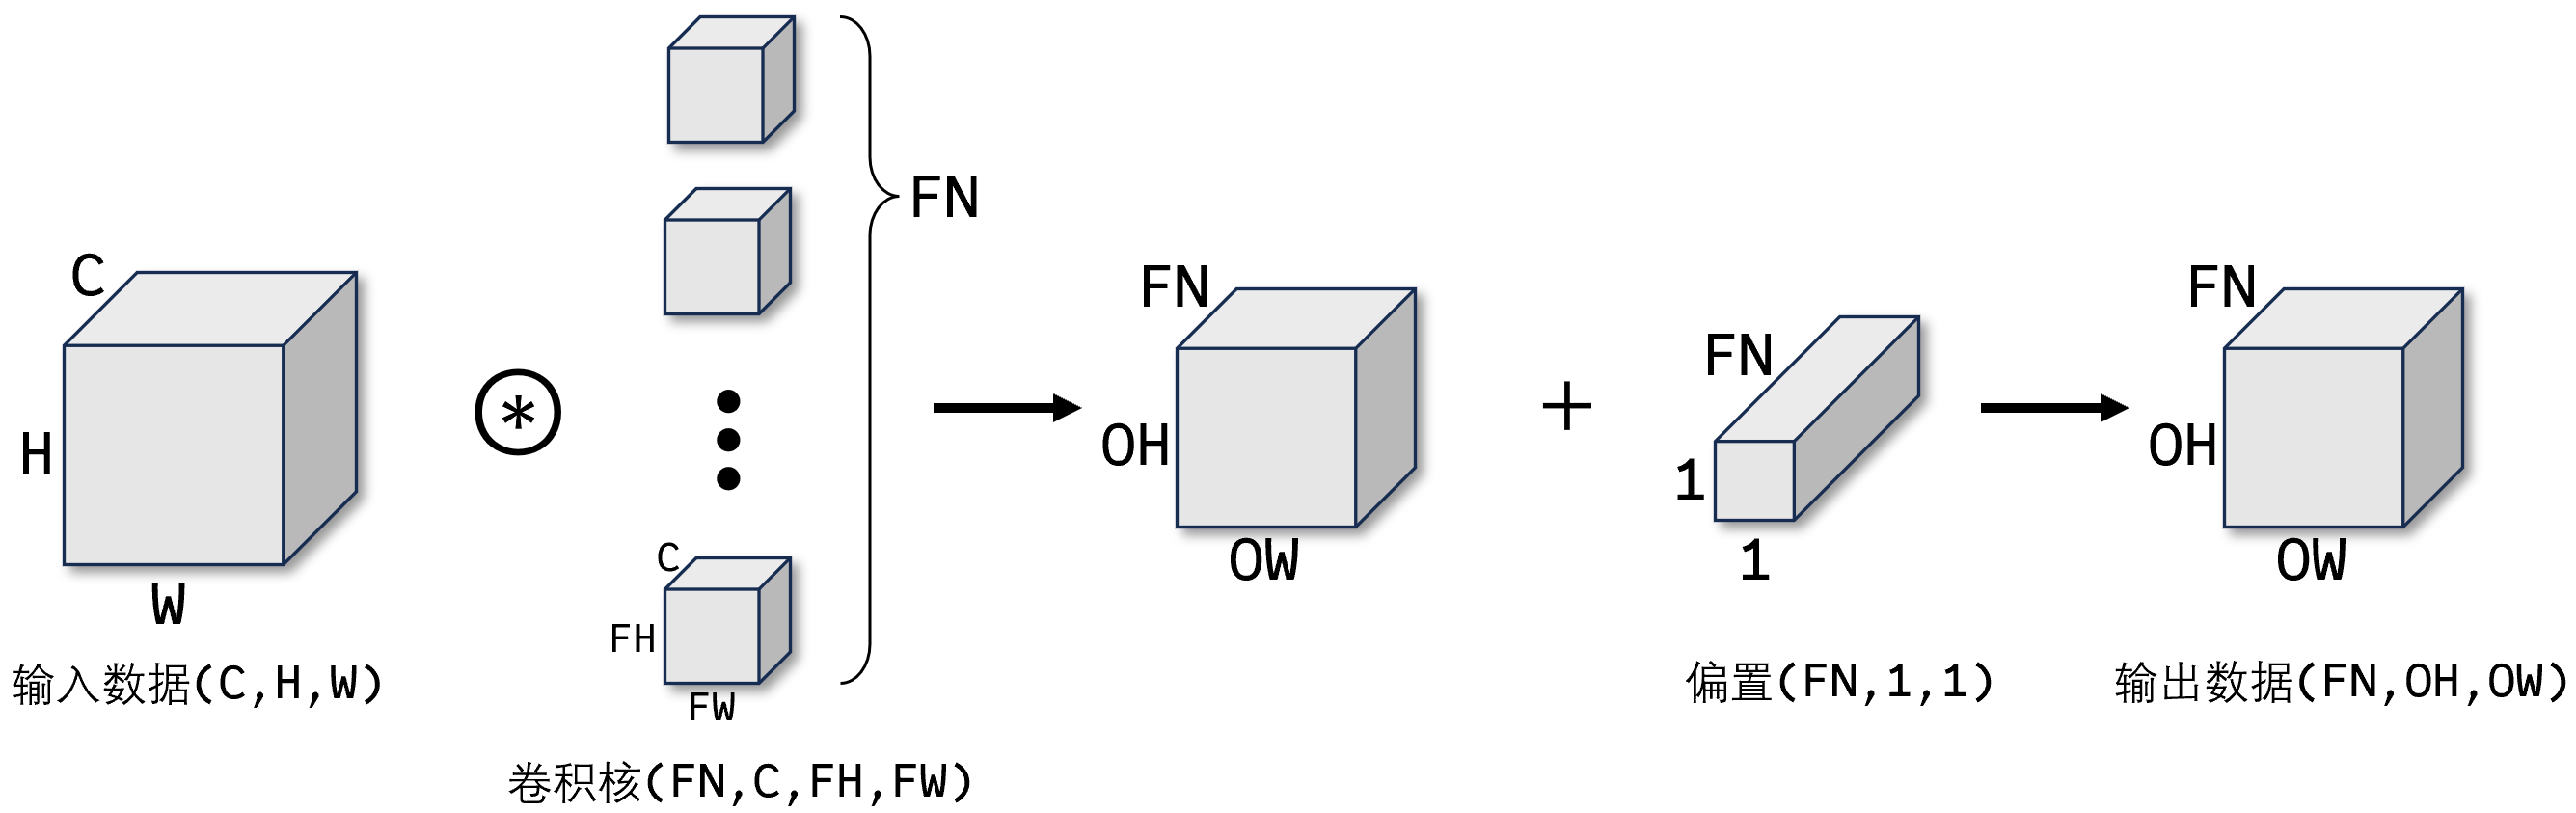 C
H
W
输入数据(C,H,W)
*
FN
C
FH
FW
卷积核(FN,C,FH,FW)
FN
OH
OW
+
FN
1
1
偏置(FN,1,1)
FN
OH
OW
输出数据(FN,OH,OW)